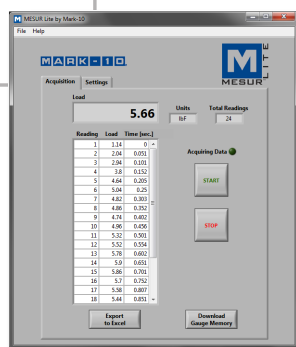 MESUR Lite by Mark-10
File Help
MARK-10
M
MESUR
LITE
Acquisition Settings
Load
5.66
Units
lbF
Total Readings
24
Reading Load Time [sec.]
1 1.14 0
2 2.04 0.051
3 2.94 0.101
4 3.8 0.152
5 4.64 0.205
6 5.04 0.25
7 4.82 0.303
8 4.86 0.352
9 4.74 0.402
10 4.96 0.456
11 5.32 0.501
12 5.52 0.554
13 5.78 0.602
14 5.9 0.651
15 5.86 0.701
16 5.7 0.752
17 5.58 0.807
18 5.44 0.851
Acquiring Data
START
STOP
Export
to Excel
Download
Gauge Memory